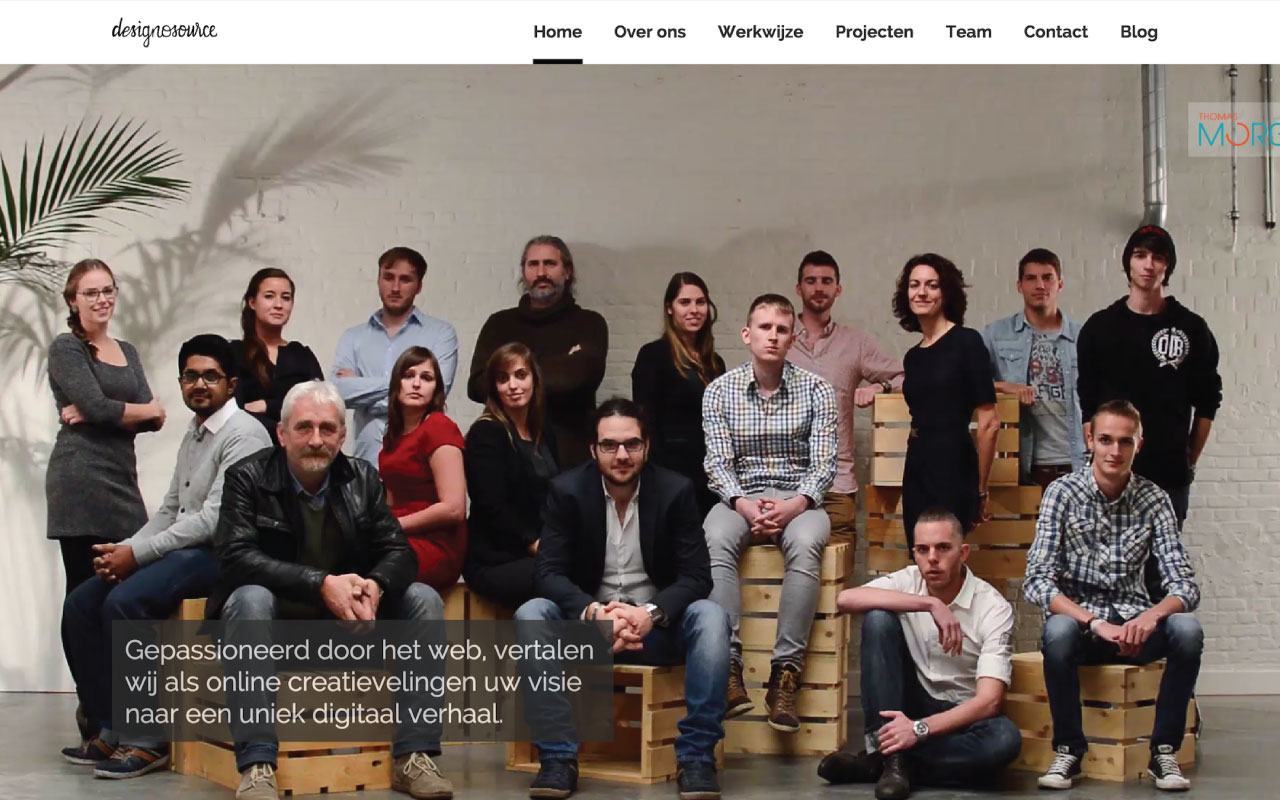 designosource
Home
Over ons
Werkwijze
Projecten
Team
Contact
Blog
THOMAS
Gepassioneerd door het web, vertalen
wij als online creatievelingen uw visie
naar een uniek digitaal verhaal.